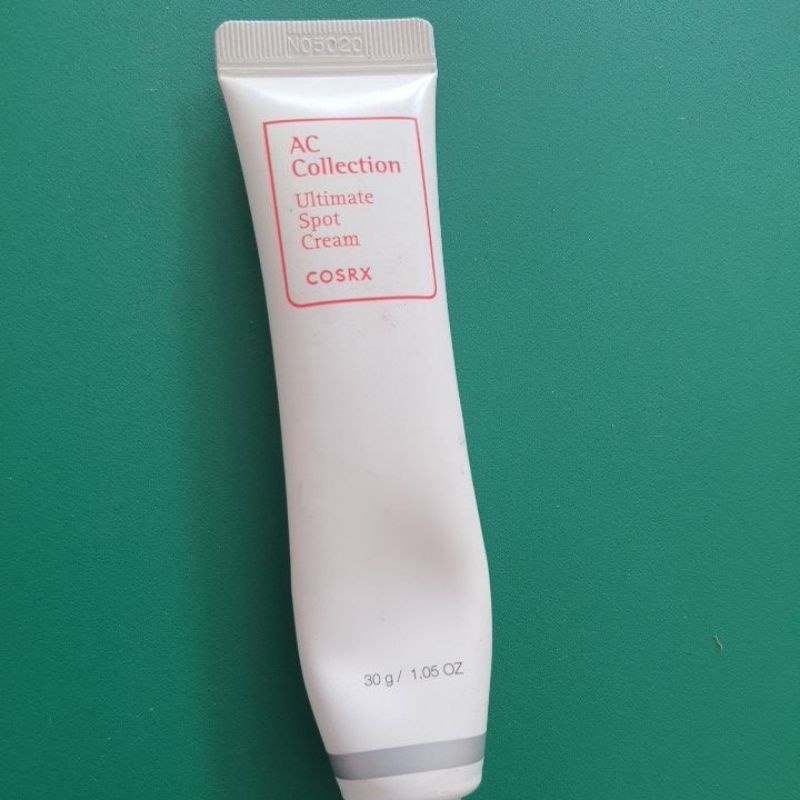 N05020
AC
Collection
Ultimate
Spot
Cream
COSRX
30 g / 1.05 OZ